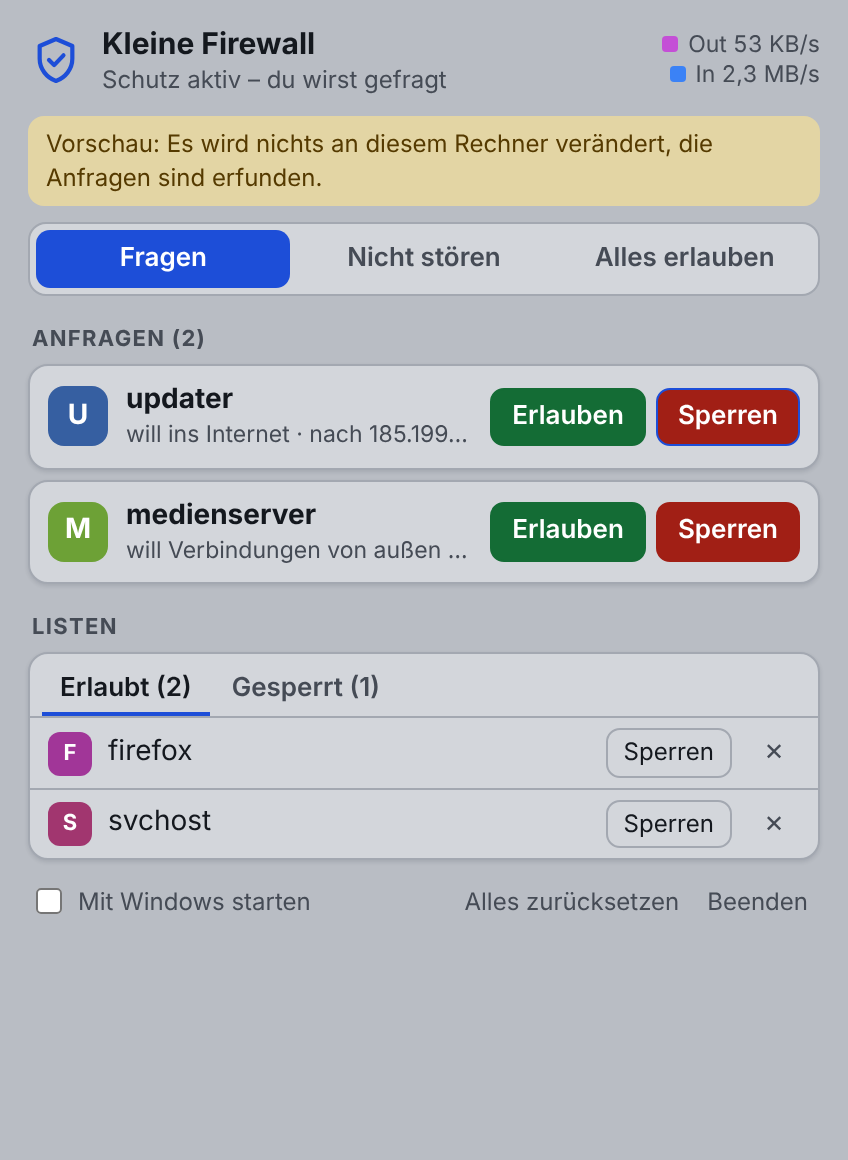 Kleine Firewall
Schutz aktiv – du wirst gefragt
Out 53 KB/s
In 2,3 MB/s
Vorschau: Es wird nichts an diesem Rechner verändert, die
Anfragen sind erfunden.
Fragen Nicht stören Alles erlauben
ANFRAGEN (2)
U
updater
will ins Internet · nach 185.199...
Erlauben Sperren
M
medienserver
will Verbindungen von außen ...
Erlauben Sperren
LISTEN
Erlaubt (2) Gesperrt (1)
F firefox Sperren ✕
S svchost Sperren ✕
Mit Windows starten Alles zurücksetzen Beenden